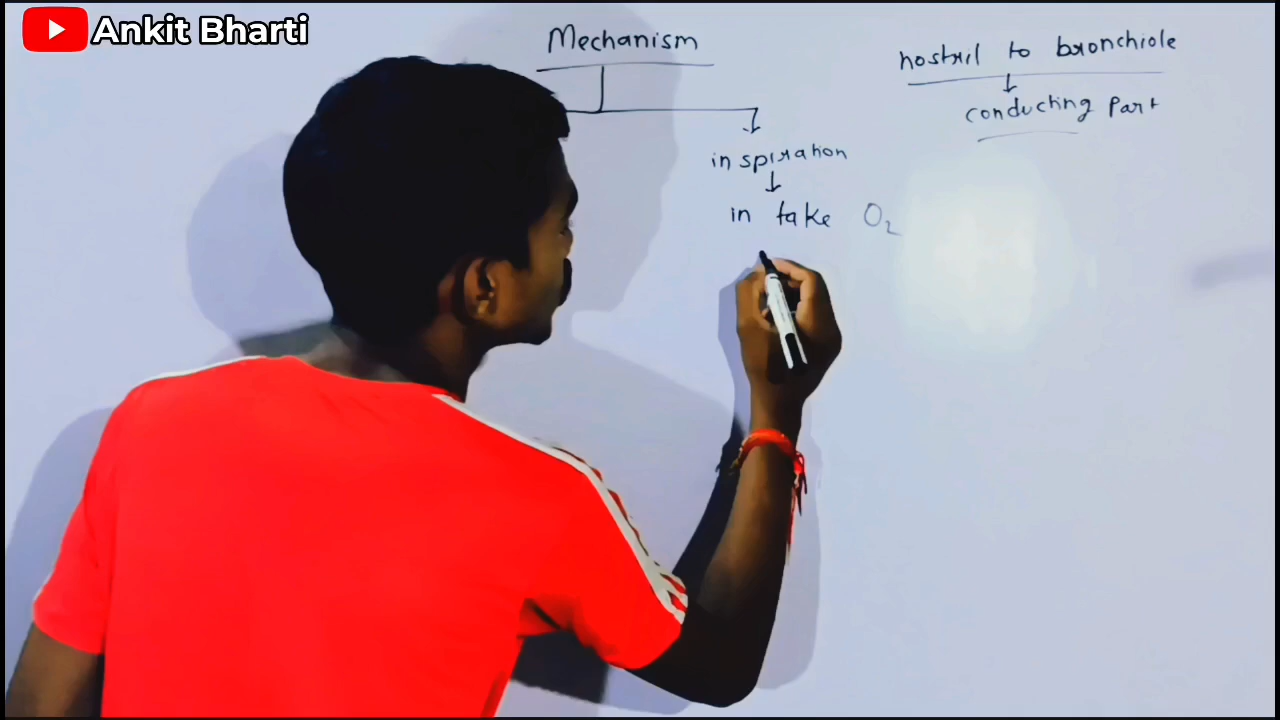 Ankit Bharti
Mechanism
nostril to bronchiole
conducting Part
inspiration
in take O₂